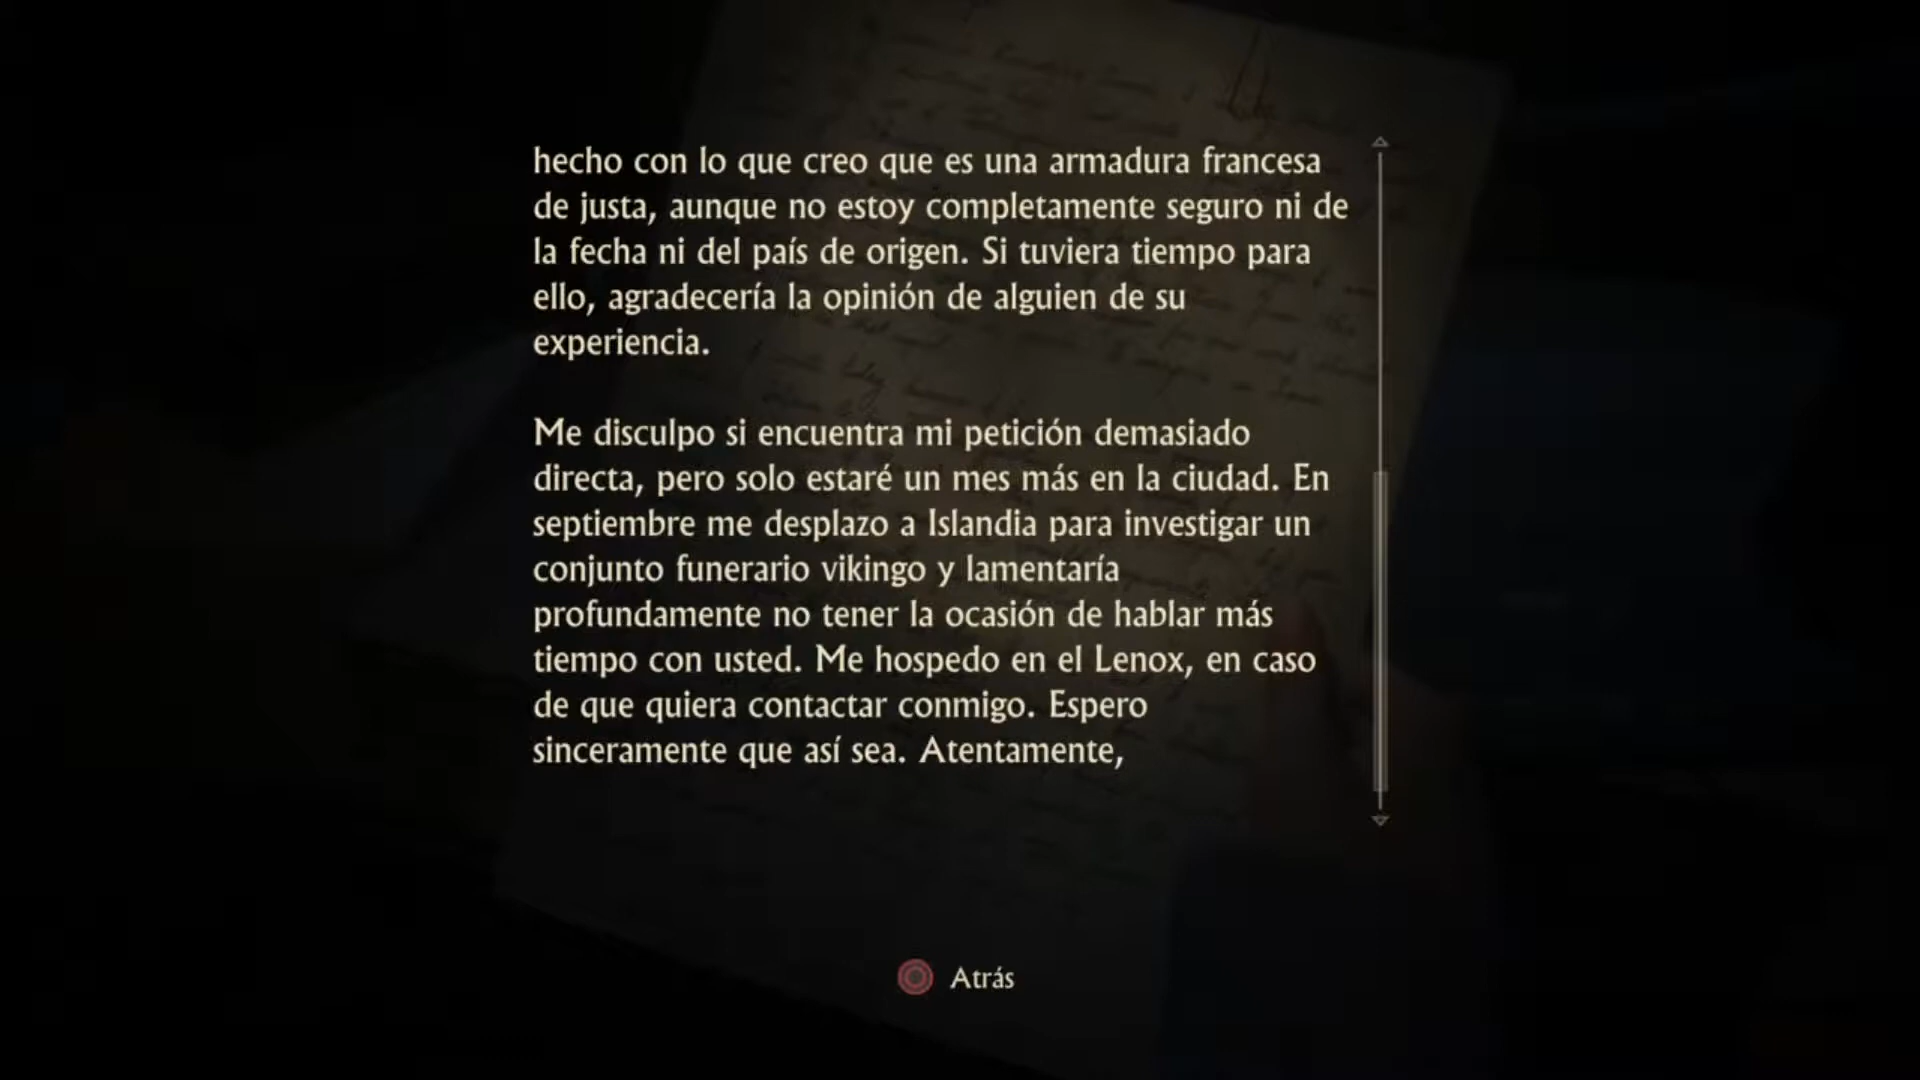 hecho con lo que creo que es una armadura francesa
de justa, aunque no estoy completamente seguro ni de
la fecha ni del país de origen. Si tuviera tiempo para
ello, agradecería la opinión de alguien de su
experiencia.
Me disculpo si encuentra mi petición demasiado
directa, pero solo estaré un mes más en la ciudad. En
septiembre me desplazo a Islandia para investigar un
conjunto funerario vikingo y lamentaría
profundamente no tener la ocasión de hablar más
tiempo con usted. Me hospedo en el Lenox, en caso
de que quiera contactar conmigo. Espero
sinceramente que así sea. Atentamente,
Atrás